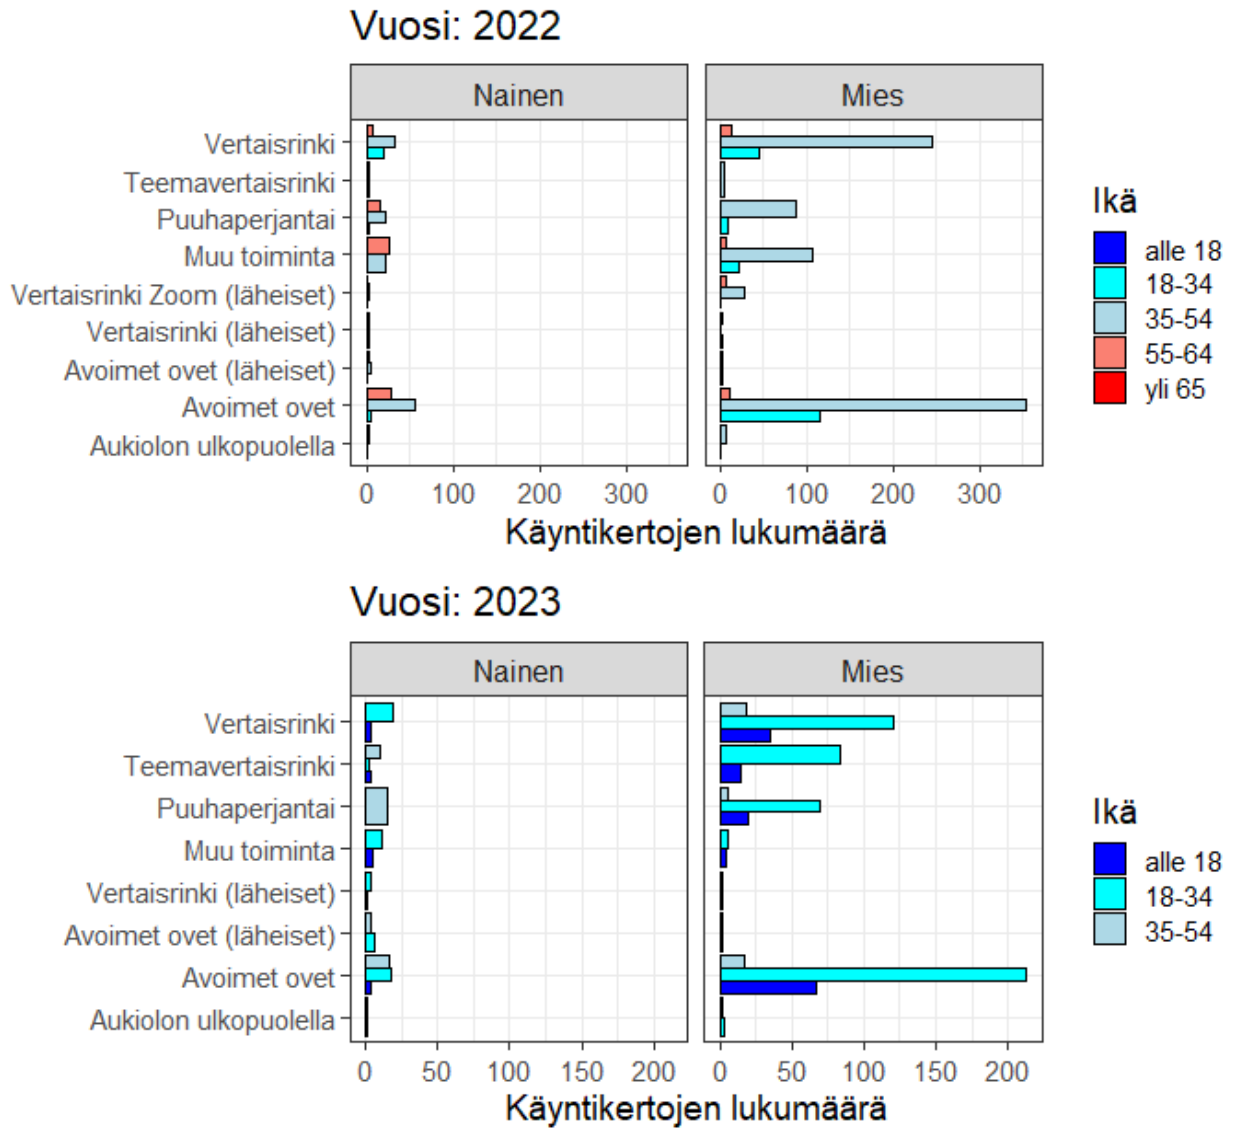 Vuosi: 2022
Nainen
Mies
Vertaisrinki
Teemavertaisrinki
Puuhaperjantai
Muu toiminta
Vertaisrinki Zoom (läheiset)
Vertaisrinki (läheiset)
Avoimet ovet (läheiset)
Avoimet ovet
Aukiolon ulkopuolella
0 100 200 300
0 100 200 300
Käyntikertojen lukumäärä
Ikä
alle 18
18-34
35-54
55-64
yli 65
Vuosi: 2023
Nainen
Mies
Vertaisrinki
Teemavertaisrinki
Puuhaperjantai
Muu toiminta
Vertaisrinki (läheiset)
Avoimet ovet (läheiset)
Avoimet ovet
Aukiolon ulkopuolella
0 50 100 150 200
0 50 100 150 200
Käyntikertojen lukumäärä
Ikä
alle 18
18-34
35-54